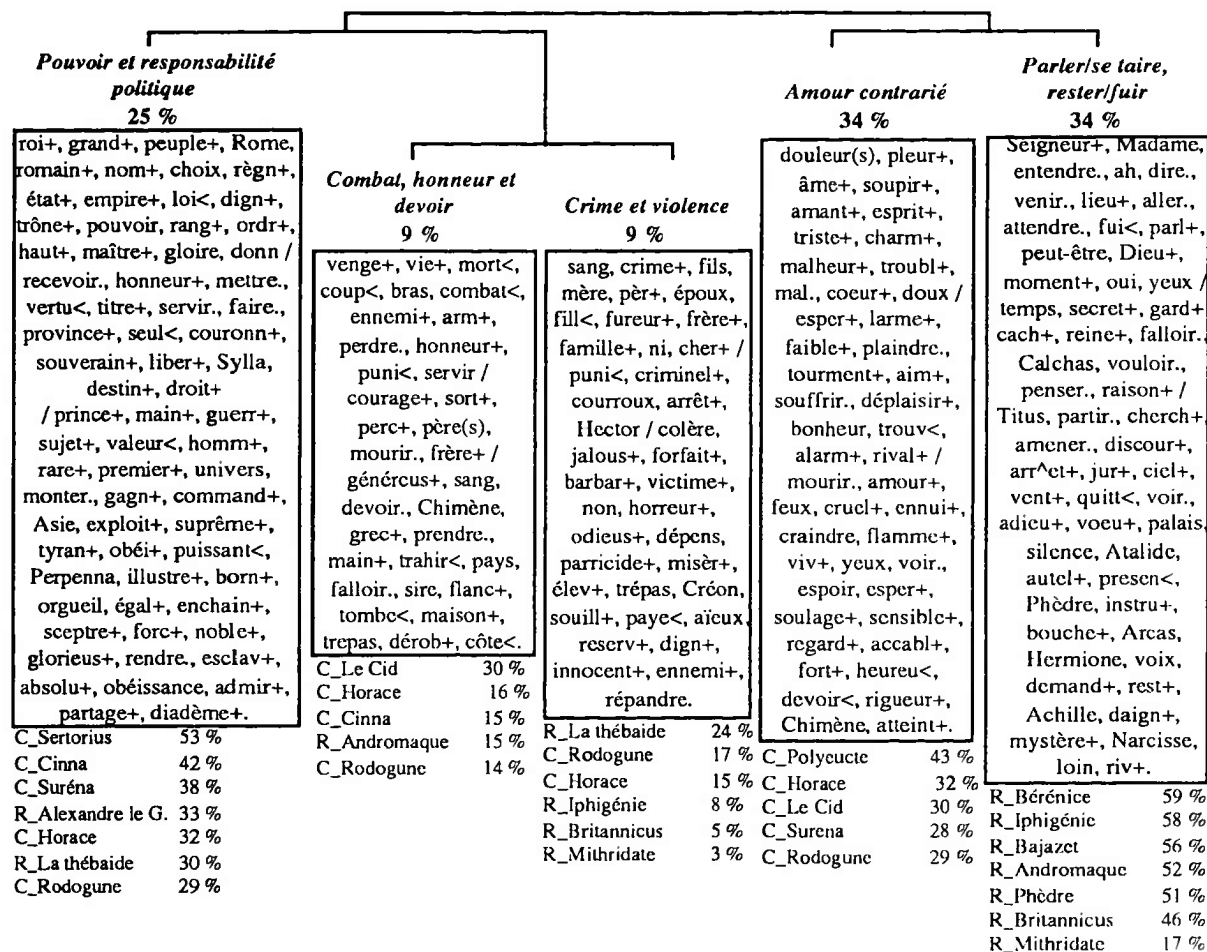 Pouvoir et responsabilité
politique
25 %
roi+, grand+, peuple+, Rome,
romain+, nom+, choix, règn+,
état+, empire+, loi<, dign+,
trône+, pouvoir, rang+, ordr+,
haut+, maître+, gloire, donn /
recevoir., honneur+, mettre.,
vertu<, titre+, servir., faire.,
province+, seul<, couronn+,
souverain+, liber+, Sylla,
destin+, droit+
/ prince+, main+, guerr+,
sujet+, valeur<, homm+,
rare+, premier+, univers,
monter., gagn+, command+,
Asie, exploit+, suprême+,
tyran+, obéi+, puissant<,
Perpenna, illustre+, born+,
orgueil, égal+, enchain+,
sceptre+, forc+, noble+,
glorieus+, rendre., esclav+,
absolu+, obéissance, admir+,
partage+, diadème+.
C_Sertorius 53 %
C_Cinna 42 %
C_Suréna 38 %
R_Alexandre le G. 33 %
C_Horace 32 %
R_La thébaide 30 %
C_Rodogune 29 %
Combat, honneur et
devoir
9 %
venge+, vie+, mort<,
coup<, bras, combat<,
ennemi+, arm+,
perdre., honneur+,
puni<, servir /
courage+, sort+,
perc+, père(s),
mourir., frère+ /
génércus+, sang,
devoir., Chimène,
grec+, prendre.,
main+, trahir<, pays,
falloir., sire, flanc+,
tombe<, maison+,
trepas, dérob+, côte<.
C_Le Cid 30 %
C_Horace 16 %
C_Cinna 15 %
R_Andromaque 15 %
C_Rodogune 14 %
Crime et violence
9 %
sang, crime+, fils,
mère, pèr+, époux,
fill<, fureur+, frère+,
famille+, ni, cher+ /
puni<, criminel+,
courroux, arrêt+,
Hector / colère,
jalous+, forfait+,
barbar+, victime+,
non, horreur+,
odieus+, dépens,
parricide+, misèr+,
élev+, trépas, Créon,
souill+, paye<, aïeux,
reserv+, dign+,
innocent+, ennemi+,
répandre.
R_La thébaide 24 %
C_Rodogune 17 %
C_Horace 15 %
R_Iphigénie 8 %
R_Britannicus 5 %
R_Mithridate 3 %
Amour contrarié
34 %
douleur(s), pleur+,
âme+, soupir+,
amant+, esprit+,
triste+, charm+,
malheur+, troubl+,
mal., coeur+, doux /
esper+, larme+,
faible+, plaindre.,
tourment+, aim+,
souffrir., déplaisir+,
bonheur, trouv<,
alarm+, rival+ /
mourir., amour+,
feux, cruel+, ennui+,
craindre, flamme+,
viv+, yeux, voir.,
espoir, esper+,
soulage+, sensible+,
regard+, accabl+,
fort+, heureu<,
devoir<, rigueur+,
Chimène, atteint+.
C_Polyeucte 43 %
C_Horace 32 %
C_Le Cid 30 %
C_Surena 28 %
C_Rodogune 29 %
Parler/se taire,
rester/fuir
34 %
Seigneur+, Madame,
entendre., ah, dire.,
venir., lieu+, aller.,
attendre., fui<, parl+,
peut-être, Dieu+,
moment+, oui, yeux /
temps, secret+, gard+
cach+, reine+, falloir.,
Calchas, vouloir.,
penser., raison+ /
Titus, partir., cherch+,
amener., discour+,
arr^et+, jur+, ciel+,
vent+, quitt<, voir.,
adieu+, voeu+, palais,
silence, Atalide,
autel+, presen<,
Phèdre, instru+,
bouche+, Arcas,
Hermione, voix,
demand+, rest+,
Achille, daign+,
mystère+, Narcisse,
loin, riv+.
R_Bérénice 59 %
R_Iphigénie 58 %
R_Bajazet 56 %
R_Andromaque 52 %
R_Phèdre 51 %
R_Britannicus 46 %
R_Mithridate 17 %